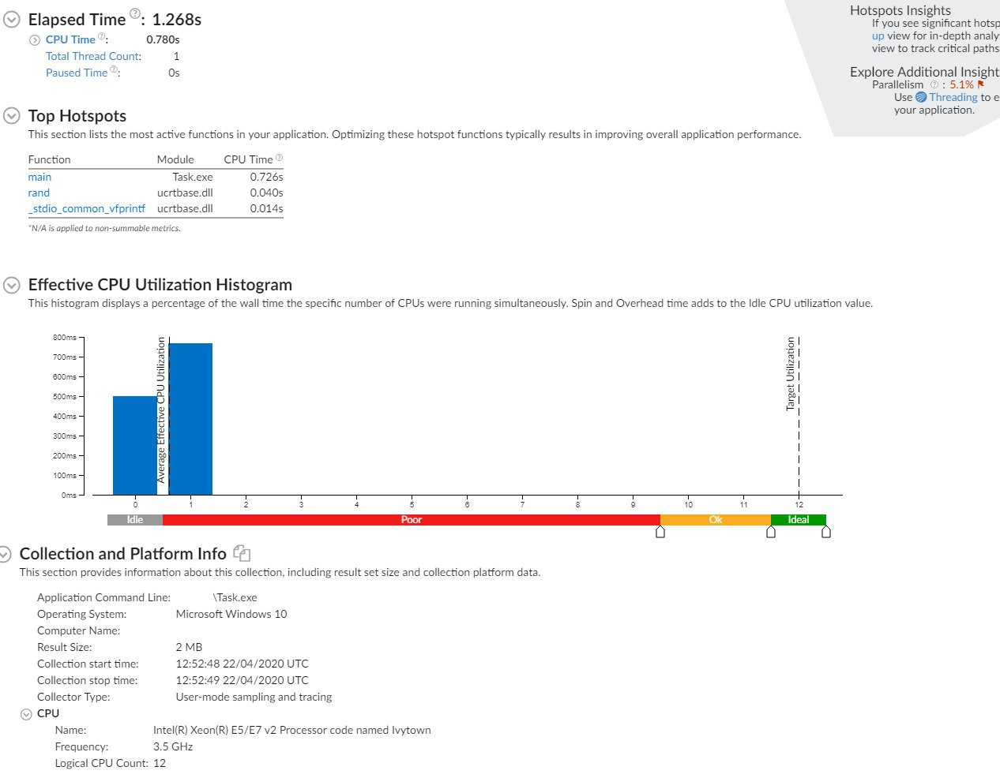 Elapsed Time ?: 1.268s
CPU Time ?: 0.780s
Total Thread Count: 1
Paused Time ?: 0s
Hotspots Insights
If you see significant hotsp
up view for in-depth analy
view to track critical paths
Explore Additional Insight
Parallelism ? : 5.1%
Use Threading to e
your application.
Top Hotspots
This section lists the most active functions in your application. Optimizing these hotspot functions typically results in improving overall application performance.
Function Module CPU Time ?
main Task.exe 0.726s
rand ucrtbase.dll 0.040s
_stdio_common_vfprintf ucrtbase.dll 0.014s
*N/A is applied to non-summable metrics.
Effective CPU Utilization Histogram
This histogram displays a percentage of the wall time the specific number of CPUs were running simultaneously. Spin and Overhead time adds to the Idle CPU utilization value.
800ms
700ms
600ms
500ms
400ms
300ms
200ms
100ms
0ms
Average Effective CPU Utilization
Target Utilization
0 1 2 3 4 5 6 7 8 9 10 11 12
Idle Poor Ok Ideal
Collection and Platform Info
This section provides information about this collection, including result set size and collection platform data.
Application Command Line: \Task.exe
Operating System: Microsoft Windows 10
Computer Name:
Result Size: 2 MB
Collection start time: 12:52:48 22/04/2020 UTC
Collection stop time: 12:52:49 22/04/2020 UTC
Collector Type: User-mode sampling and tracing
CPU
Name: Intel(R) Xeon(R) E5/E7 v2 Processor code named Ivytown
Frequency: 3.5 GHz
Logical CPU Count: 12